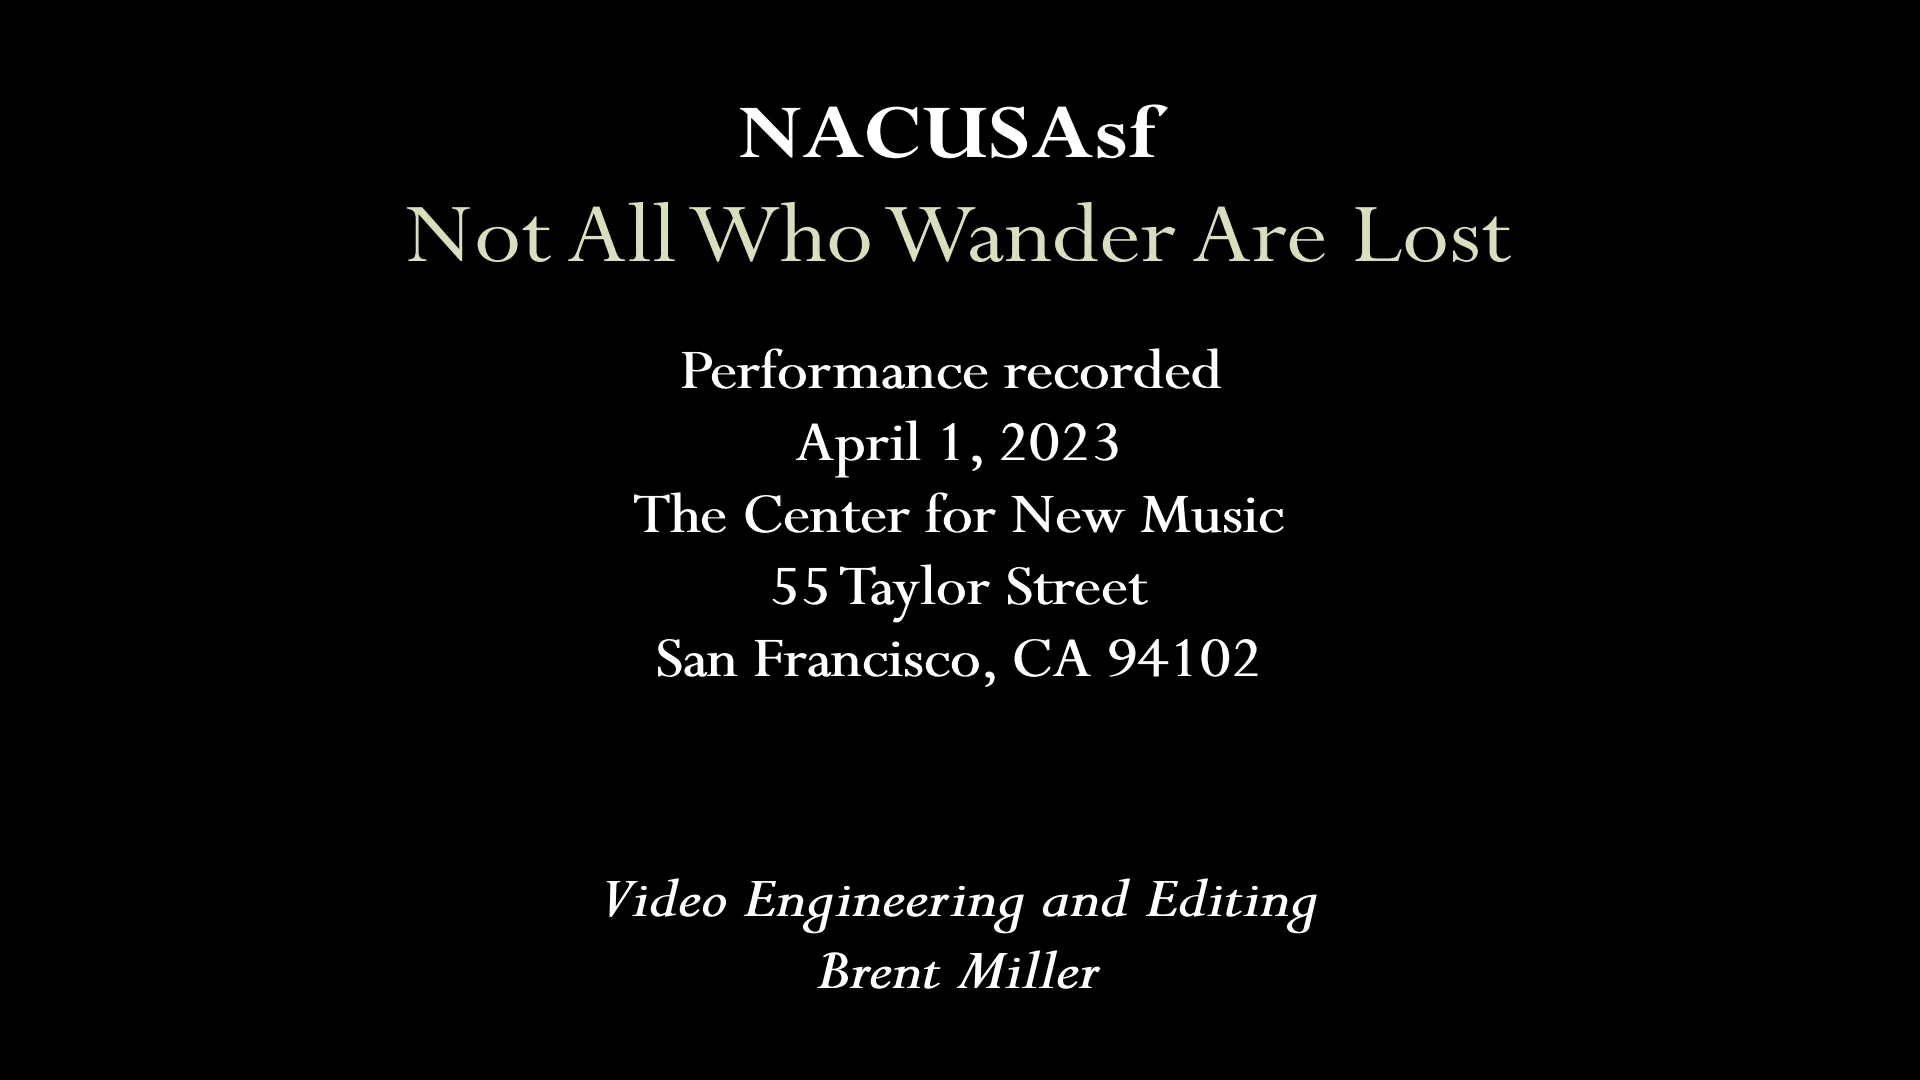 NACUSAsf
Not All Who Wander Are Lost
Performance recorded
April 1, 2023
The Center for New Music
55 Taylor Street
San Francisco, CA 94102
Video Engineering and Editing
Brent Miller